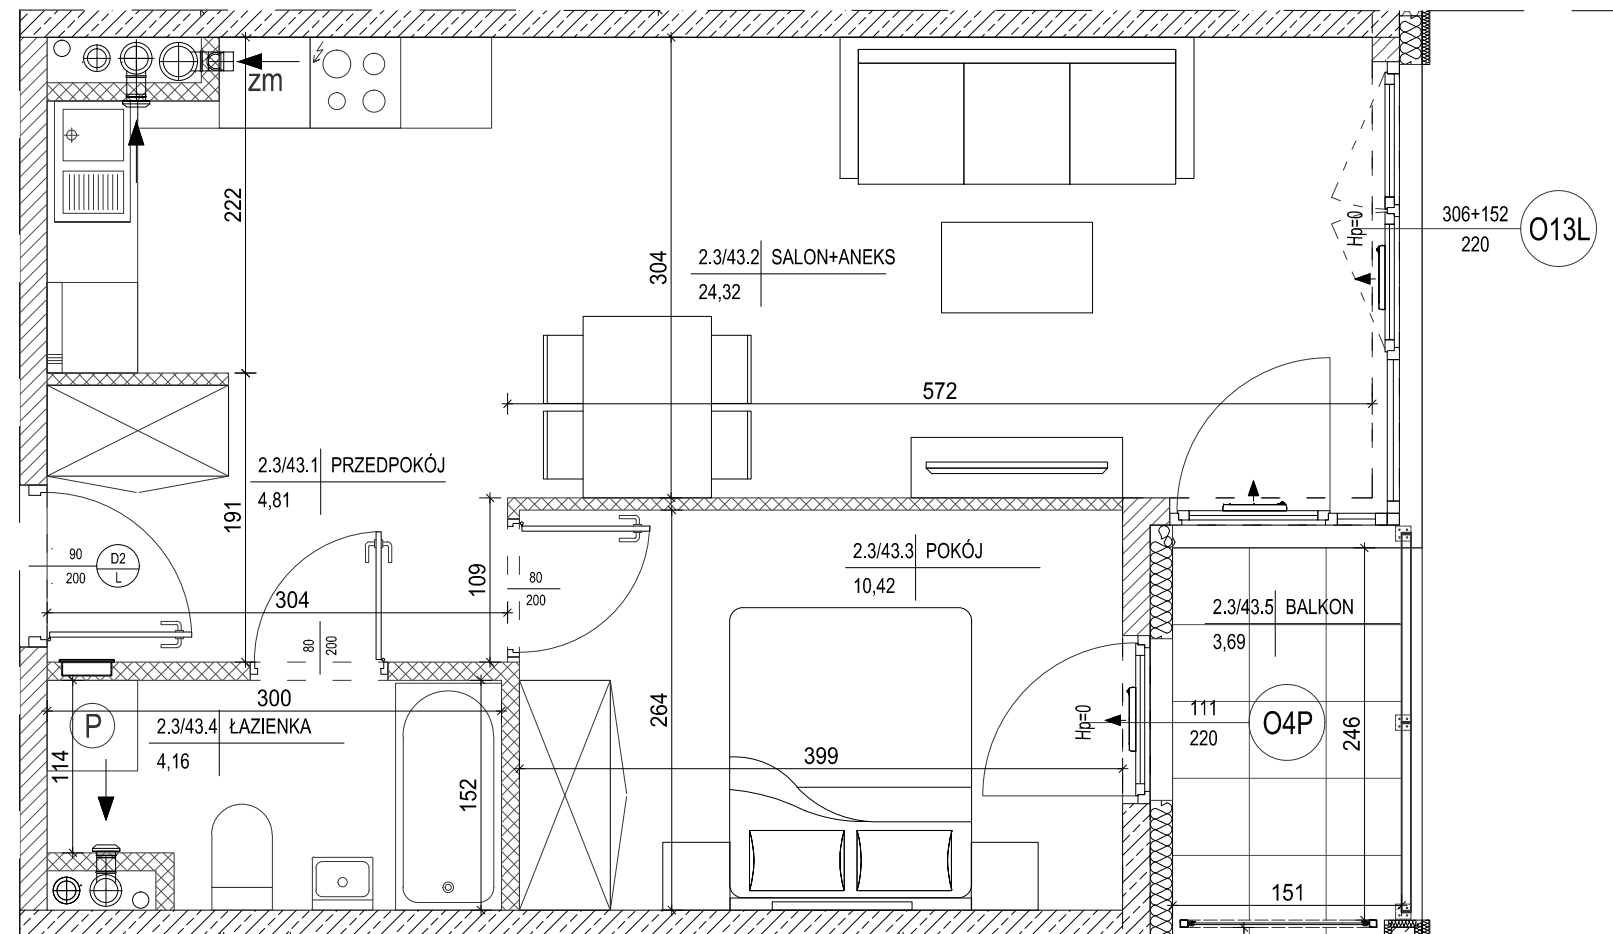 zm
222
304
2.3/43.2 SALON+ANEKS
24,32
Hp=0
306+152
220
O13L
572
2.3/43.1 PRZEDPOKÓJ
4,81
191
90
200
D2
L
304
109
80
200
80
200
2.3/43.3 POKÓJ
10,42
2.3/43.5 BALKON
3,69
300
P
2.3/43.4 ŁAZIENKA
4,16
114
152
264
399
Hp=0
111
220
O4P
246
151